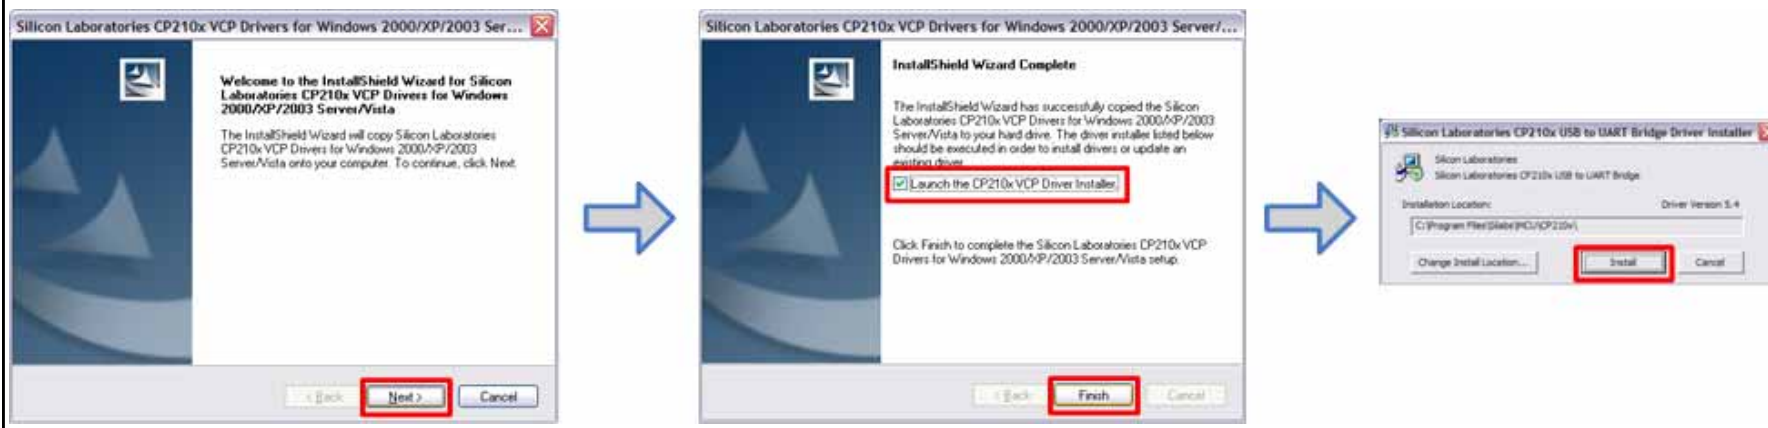 Silicon Laboratories CP210x VCP Drivers for Windows 2000/XP/2003 Ser...
Welcome to the InstallShield Wizard for Silicon
Laboratories CP210x VCP Drivers for Windows
2000/XP/2003 Server/Vista
The InstallShield Wizard will copy Silicon Laboratories
CP210x VCP Drivers for Windows 2000/XP/2003
Server/Vista onto your computer. To continue, click Next.
< Back
Next >
Cancel
Silicon Laboratories CP210x VCP Drivers for Windows 2000/XP/2003 Server/...
InstallShield Wizard Complete
The InstallShield Wizard has successfully copied the Silicon
Laboratories CP210x VCP Drivers for Windows 2000/XP/2003
Server/Vista to your hard drive. The driver installer listed below
should be executed in order to install drivers or update an
existing driver.
Launch the CP210x VCP Driver Installer.
Click Finish to complete the Silicon Laboratories CP210x VCP
Drivers for Windows 2000/XP/2003 Server/Vista setup.
< Back
Finish
Cancel
Silicon Laboratories CP210x USB to UART Bridge Driver Installer
Silicon Laboratories
Silicon Laboratories CP210x USB to UART Bridge
Installation Location:
Driver Version 5.4
C:\Program Files\Silabs\MCU\CP210x\
Change Install Location...
Install
Cancel